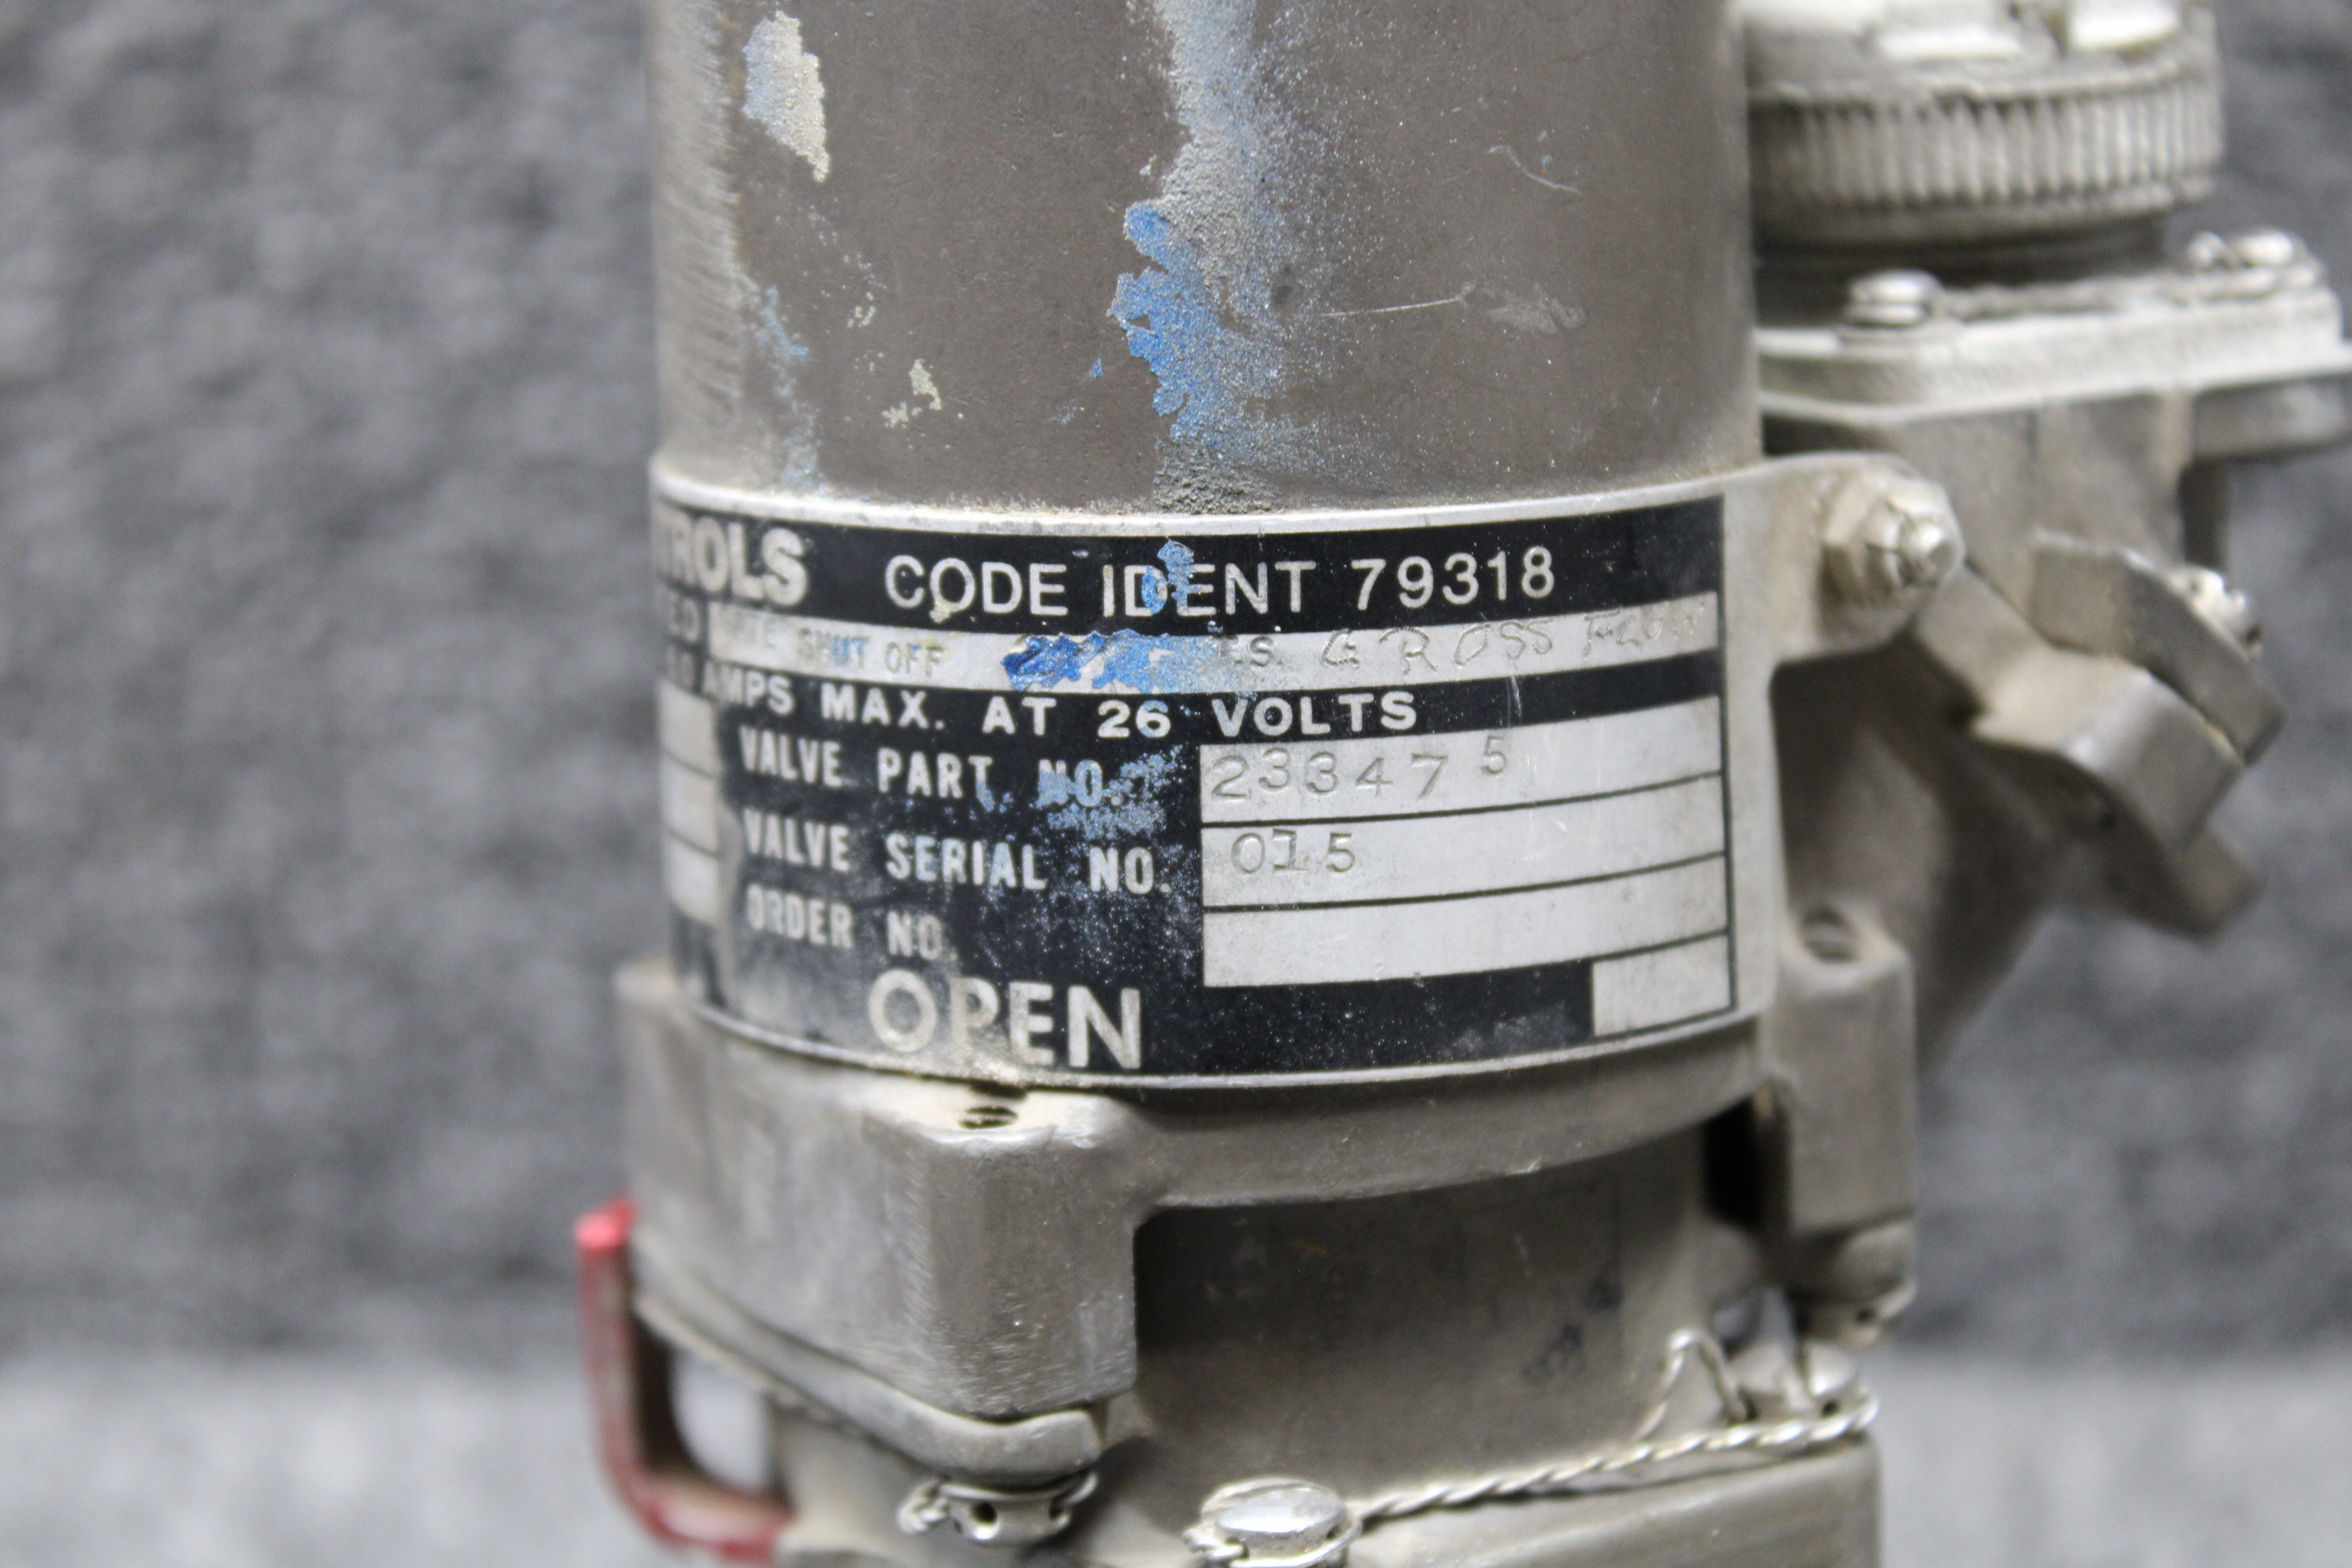 TROLS CODE IDENT 79318
SHUT OFF I.S. GROSS FLOW
AMPS MAX. AT 26 VOLTS
VALVE PART NO. 233475
VALVE SERIAL NO. 015
ORDER NO.
OPEN